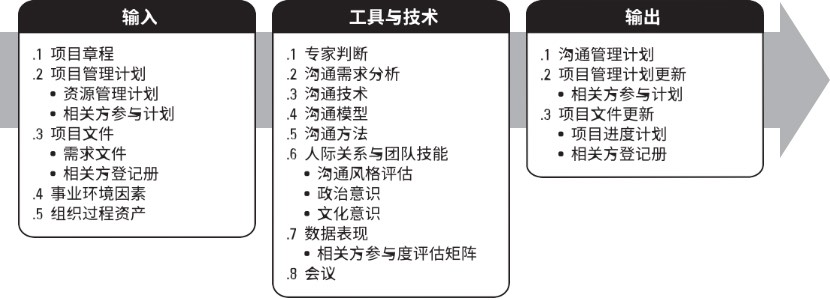 输入
.1 项目章程
.2 项目管理计划
• 资源管理计划
• 相关方参与计划
.3 项目文件
• 需求文件
• 相关方登记册
.4 事业环境因素
.5 组织过程资产
工具与技术
.1 专家判断
.2 沟通需求分析
.3 沟通技术
.4 沟通模型
.5 沟通方法
.6 人际关系与团队技能
• 沟通风格评估
• 政治意识
• 文化意识
.7 数据表现
• 相关方参与度评估矩阵
.8 会议
输出
.1 沟通管理计划
.2 项目管理计划更新
• 相关方参与计划
.3 项目文件更新
• 项目进度计划
• 相关方登记册